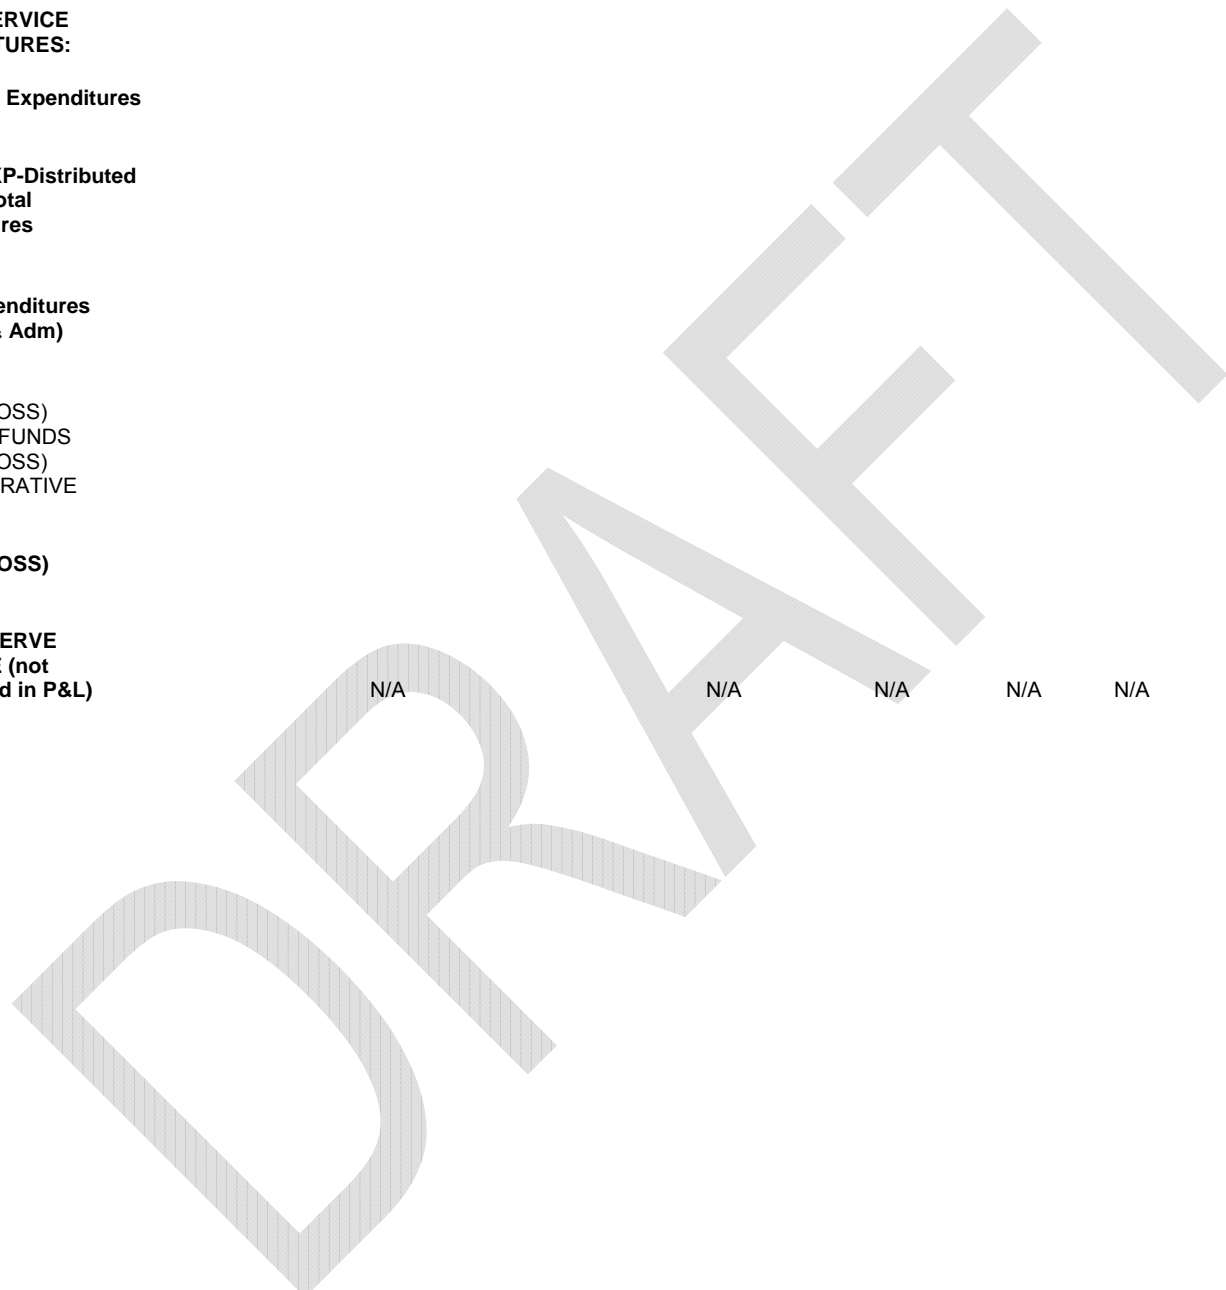 ERVICE
TURES:
Expenditures
XP-Distributed
otal
res
enditures
& Adm)
OSS)
FUNDS
OSS)
RATIVE
OSS)
ERVE
E (not
d in P&L) N/A N/A N/A N/A N/A
DRAFT